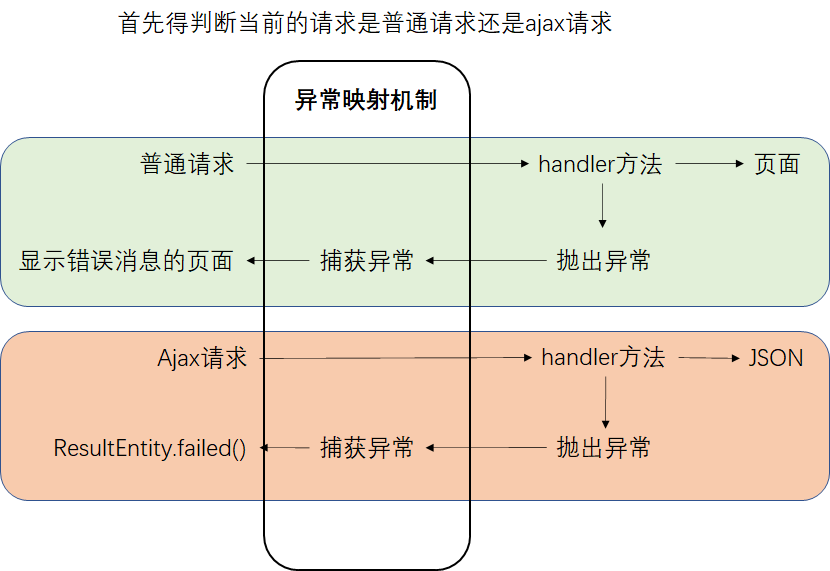 首先得判断当前的请求是普通请求还是ajax请求
异常映射机制
普通请求 handler方法 页面
显示错误消息的页面 捕获异常 抛出异常
Ajax请求 handler方法 JSON
ResultEntity.failed() 捕获异常 抛出异常